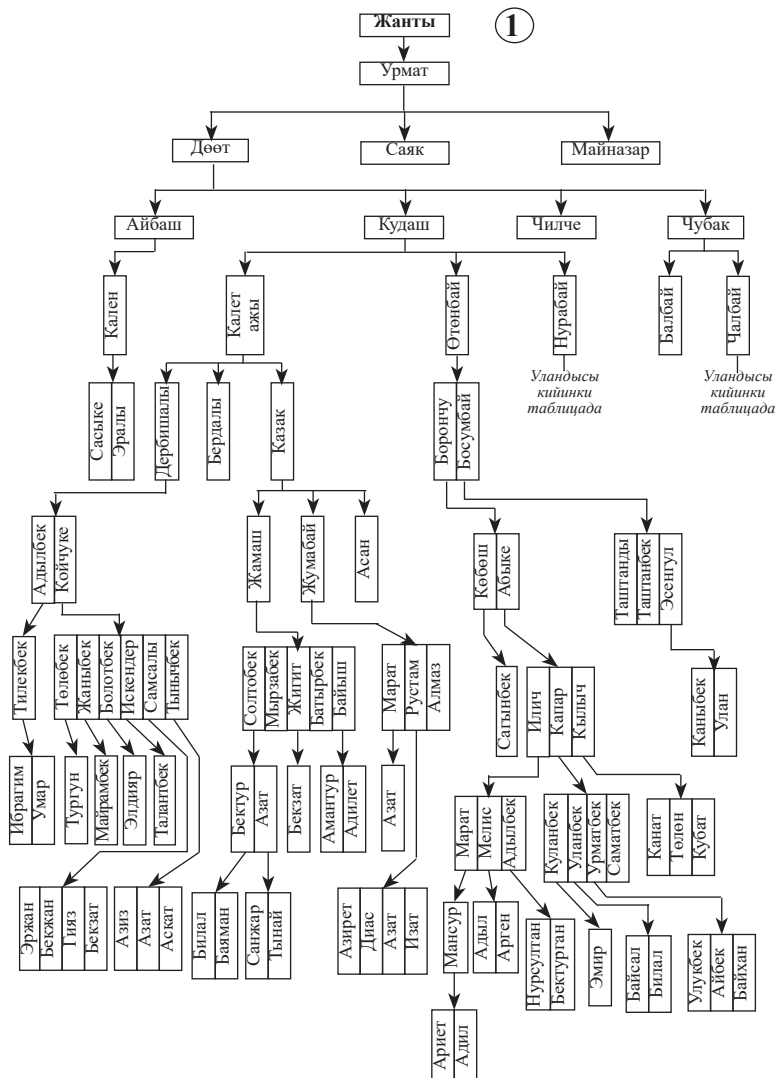 Жанты
1
Урмат
Дөөт
Саяк
Майназар
Айбаш
Кудаш
Чилче
Чубак
Кален
Калет
ажы
Өтөнбай
Нурабай
Балбай
Чалбай
Уландысы
кийинки
таблицада
Уландысы
кийинки
таблицада
Сасыке
Эралы
Дербишалы
Бердалы
Казак
Борончу
Босумбай
Адылбек
Койчуке
Жамаш
Жумабай
Асан
Көбөш
Абыке
Таштанды
Таштанбек
Эсенгул
Тилекбек
Төлөбек
Жаныбек
Болотбек
Искендер
Самсалы
Тынычбек
Солтобек
Мырзабек
Жигит
Батырбек
Байыш
Марат
Рустам
Алмаз
Сагынбек
Илич
Капар
Кылыч
Каныбек
Улан
Ибрагим
Умар
Тургун
Майрамбек
Элдияр
Талантбек
Бектур
Азат
Бекзат
Амантур
Адилет
Азат
Марат
Мелис
Адылбек
Куланбек
Уланбек
Урматбек
Саматбек
Канат
Төлөн
Кубат
Эржан
Бекжан
Гияз
Бекзат
Азиз
Азат
Аскат
Билал
Баяман
Санжар
Тынай
Азирет
Диас
Азат
Изат
Мансур
Адыл
Арген
Нурсултан
Бектурган
Эмир
Байсал
Билал
Улукбек
Айбек
Байхан
Ариет
Адил